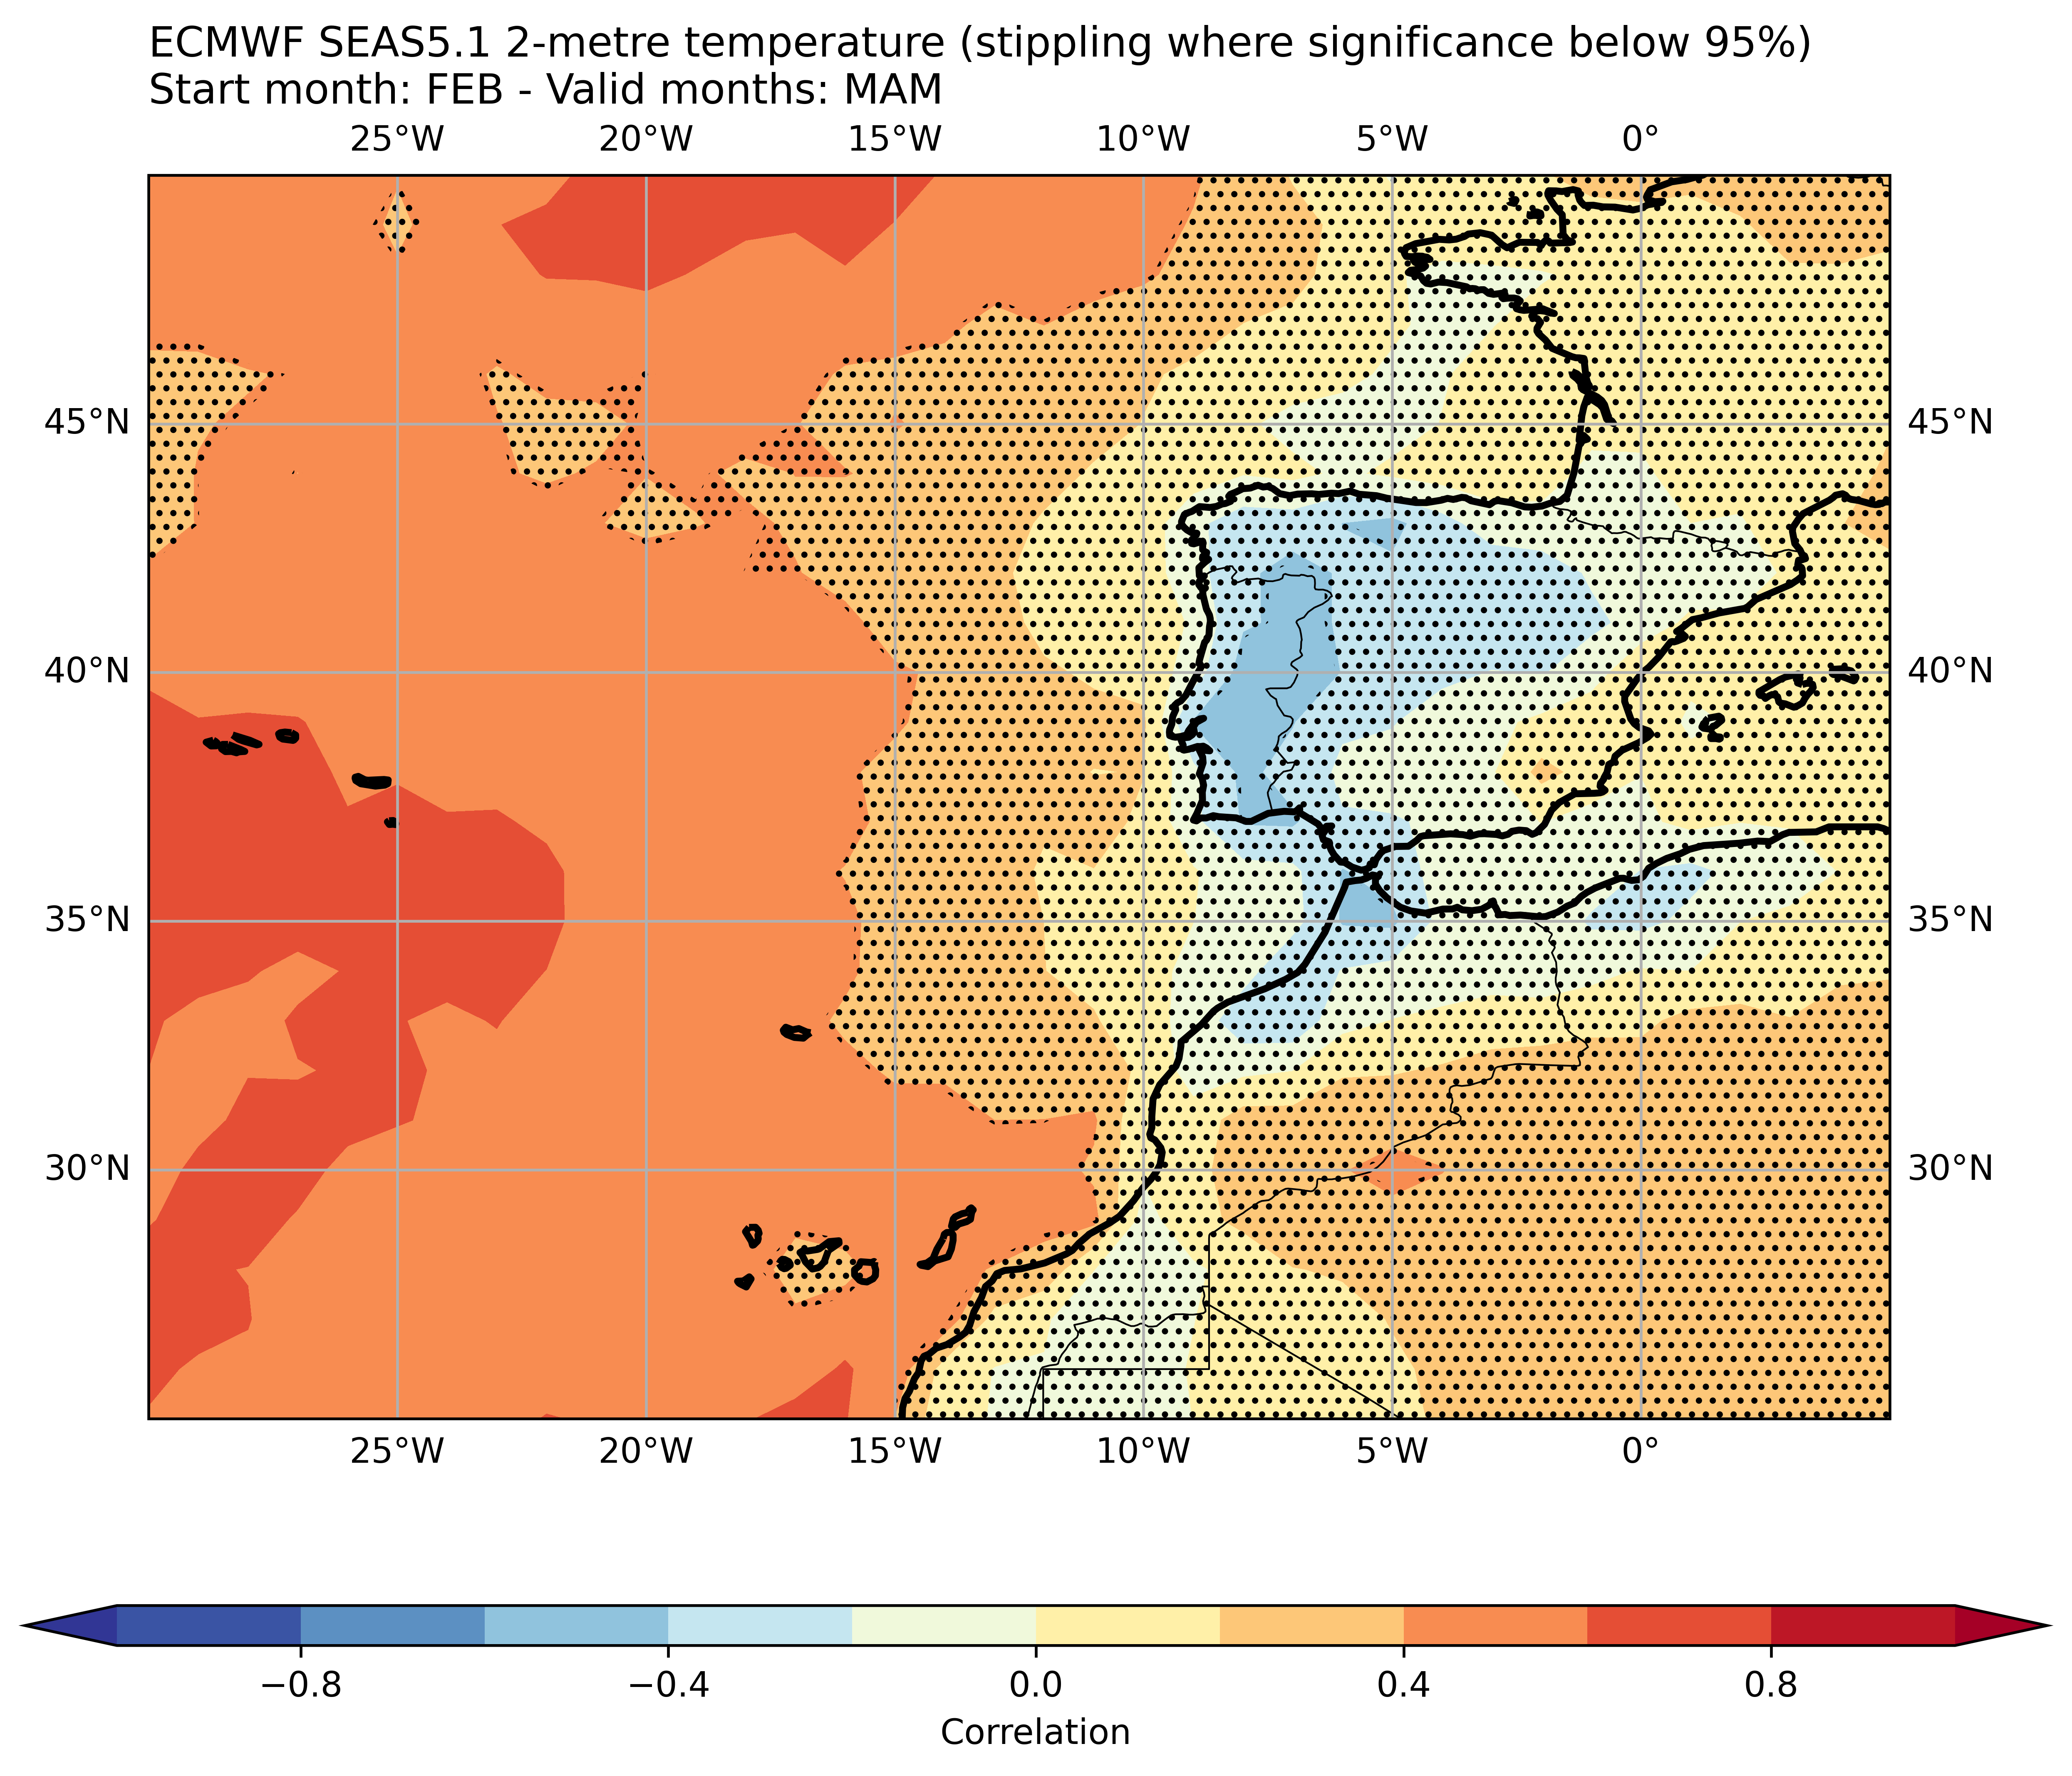 ECMWF SEAS5.1 2-metre temperature (stippling where significance below 95%)
Start month: FEB - Valid months: MAM
25°W 20°W 15°W 10°W 5°W 0°
45°N 45°N
40°N 40°N
35°N 35°N
30°N 30°N
25°W 20°W 15°W 10°W 5°W 0°
−0.8 −0.4 0.0 0.4 0.8
Correlation